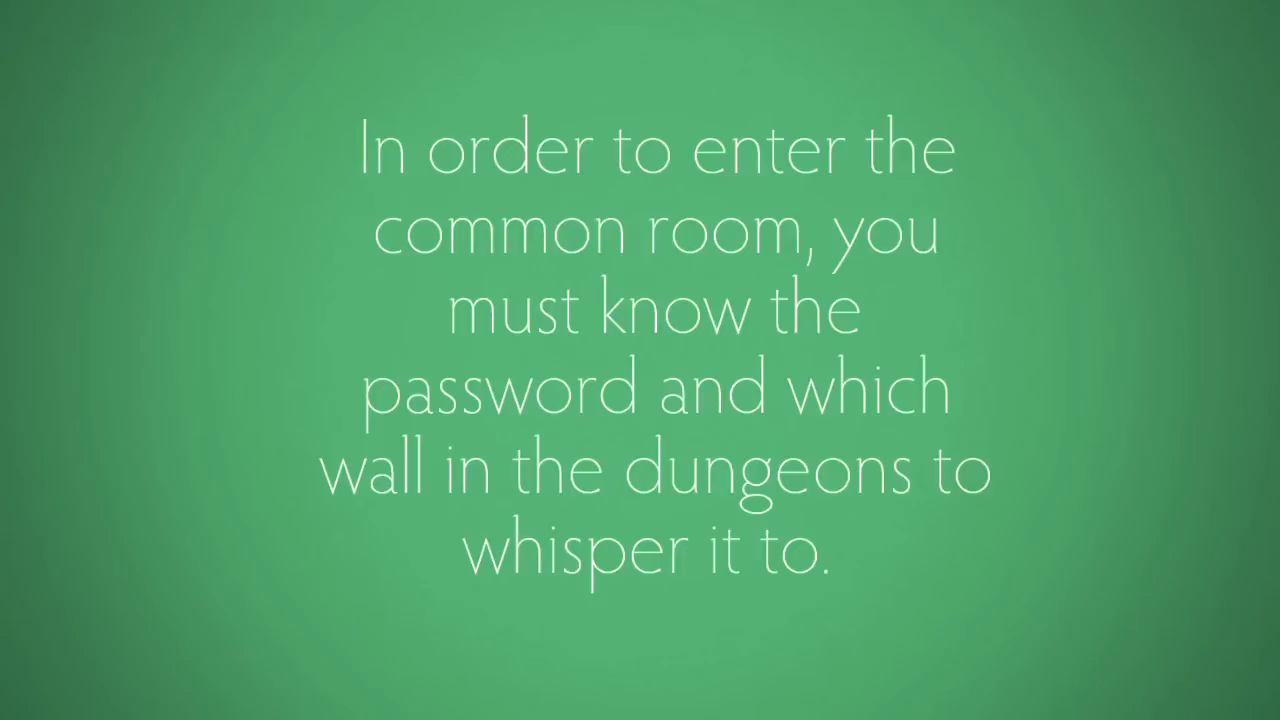 In order to enter the
common room, you
must know the
password and which
wall in the dungeons to
whisper it to.